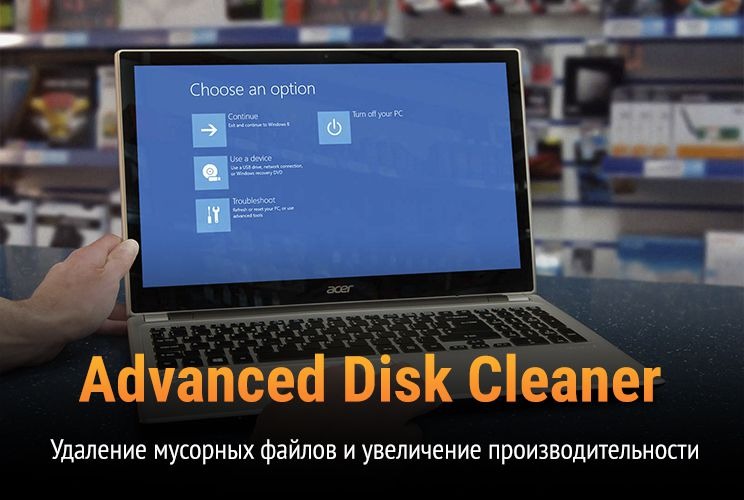 Choose an option
Continue
Exit and continue to Windows 8
Turn off your PC
Use a device
Use a USB drive, network connection,
or Windows recovery DVD
Troubleshoot
Refresh or reset your PC, or use
advanced tools
acer
Advanced Disk Cleaner
Удаление мусорных файлов и увеличение производительности